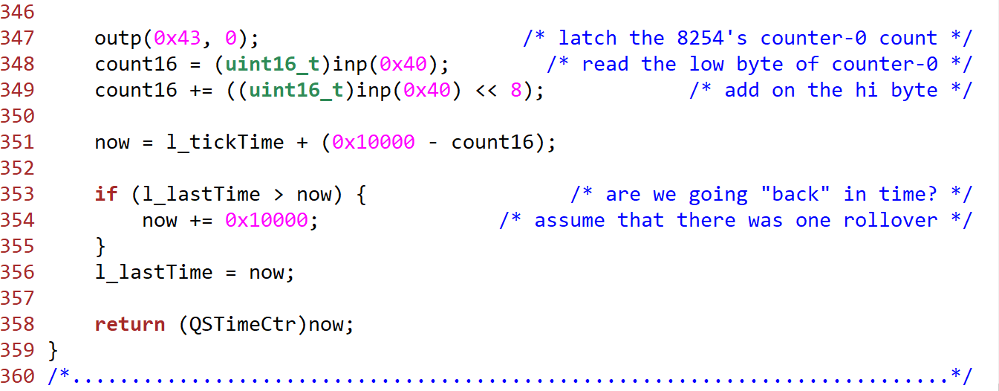 346
347     outp(0x43, 0);                      /* latch the 8254's counter-0 count */
348     count16 = (uint16_t)inp(0x40);        /* read the low byte of counter-0 */
349     count16 += ((uint16_t)inp(0x40) << 8);            /* add on the hi byte */
350
351     now = l_tickTime + (0x10000 - count16);
352
353     if (l_lastTime > now) {                 /* are we going "back" in time? */
354         now += 0x10000;               /* assume that there was one rollover */
355     }
356     l_lastTime = now;
357
358     return (QSTimeCtr)now;
359 }
360 /*..........................................................................*/